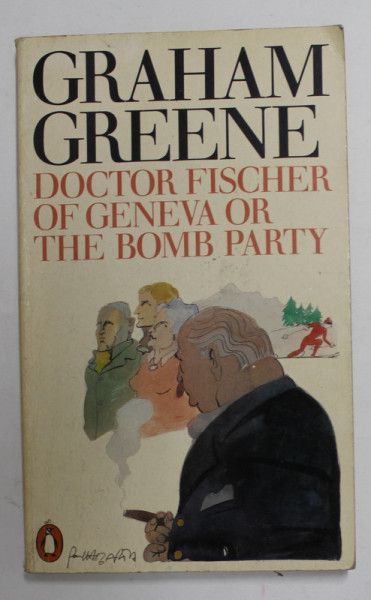 GRAHAM
GREENE
DOCTOR FISCHER
OF GENEVA OR
THE BOMB PARTY